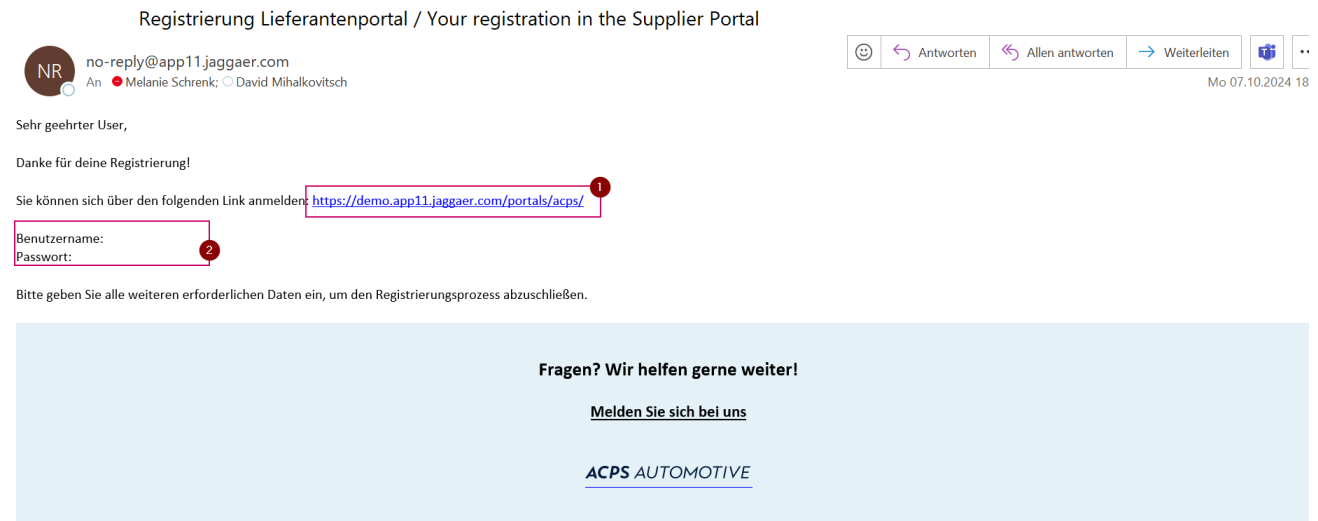 Registrierung Lieferantenportal / Your registration in the Supplier Portal
NR
no-reply@app11.jaggaer.com
An Melanie Schrenk; David Mihalkovitsch
Antworten
Allen antworten
Weiterleiten
Mo 07.10.2024 18
Sehr geehrter User,
Danke für deine Registrierung!
Sie können sich über den folgenden Link anmelden: https://demo.app11.jaggaer.com/portals/acps/
1
Benutzername:
Passwort:
2
Bitte geben Sie alle weiteren erforderlichen Daten ein, um den Registrierungsprozess abzuschließen.
Fragen? Wir helfen gerne weiter!
Melden Sie sich bei uns
ACPS AUTOMOTIVE